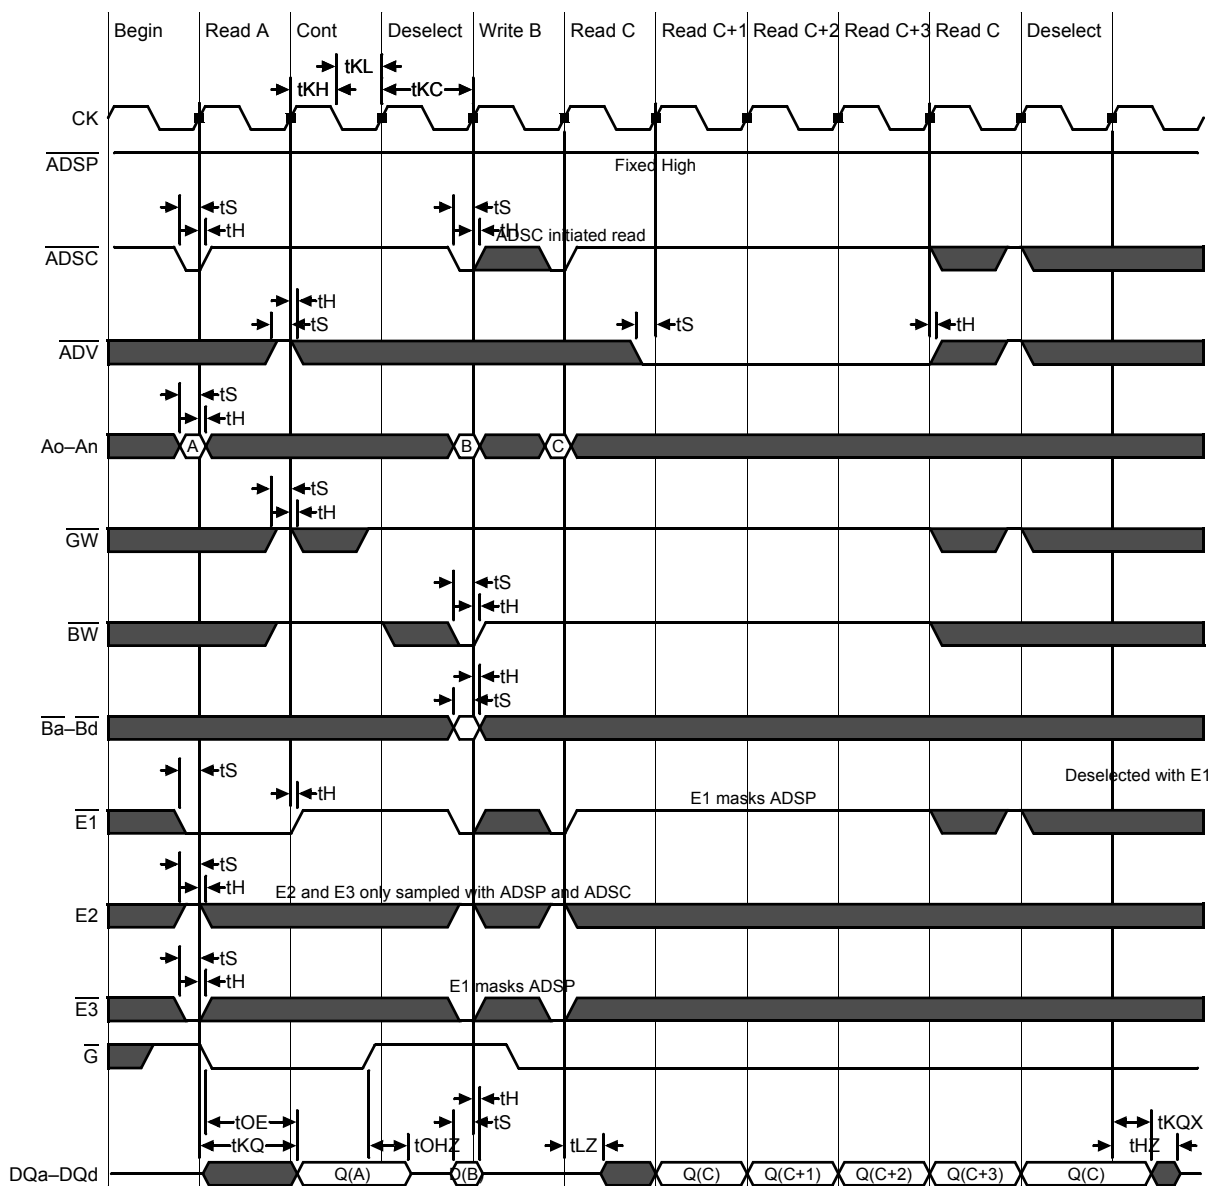 Begin Read A Cont Deselect Write B Read C Read C+1 Read C+2 Read C+3 Read C Deselect
tKL
tKH tKC
CK
ADSP
Fixed High
tS tS
tH tH
ADSC initiated read
ADSC
tH
tS tS tH
ADV
tS
tH
Ao–An A B C
tS
tH
GW
tS
tH
BW
tH
tS
Ba–Bd
tS Deselected with E1
tH
E1 masks ADSP
E1
tS
tH
E2 and E3 only sampled with ADSP and ADSC
E2
tS
tH
E1 masks ADSP
E3
G
tH
tOE tS tKQX
tKQ tOHZ tLZ tHZ
DQa–DQd Q(A) D(B) Q(C) Q(C+1) Q(C+2) Q(C+3) Q(C)